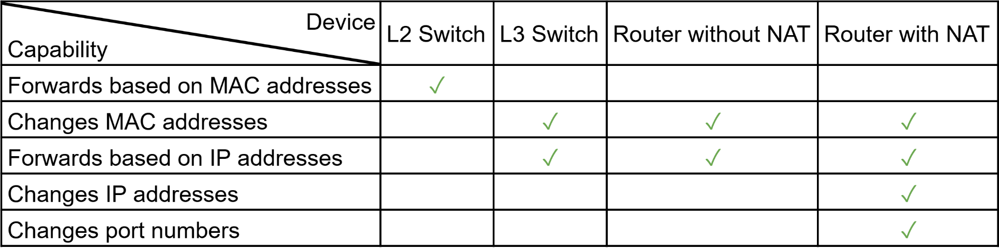 Device
Capability
L2 Switch
L3 Switch
Router without NAT
Router with NAT
Forwards based on MAC addresses ✓
Changes MAC addresses ✓ ✓ ✓
Forwards based on IP addresses ✓ ✓ ✓
Changes IP addresses ✓
Changes port numbers ✓